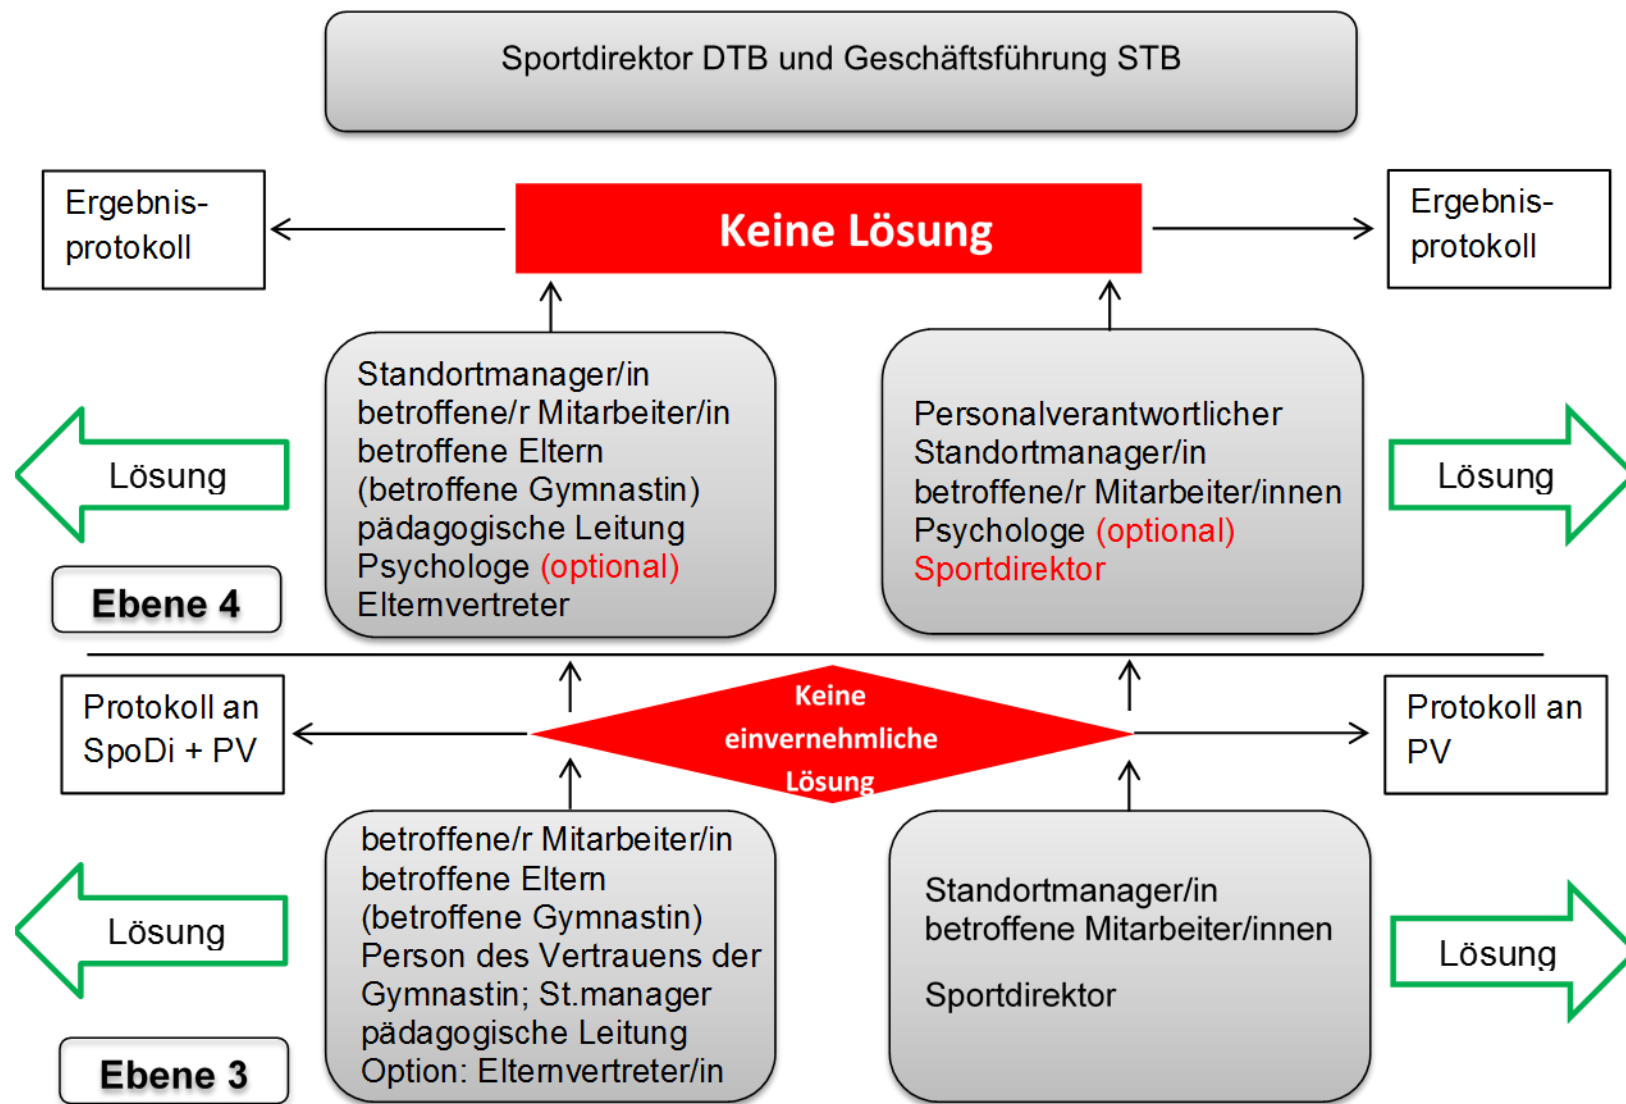 Sportdirektor DTB und Geschäftsführung STB
Ergebnis-
protokoll
Keine Lösung
Ergebnis-
protokoll
Standortmanager/in
betroffene/r Mitarbeiter/in
betroffene Eltern
(betroffene Gymnastin)
pädagogische Leitung
Psychologe (optional)
Elternvertreter
Personalverantwortlicher
Standortmanager/in
betroffene/r Mitarbeiter/innen
Psychologe (optional)
Sportdirektor
Lösung
Lösung
Ebene 4
Protokoll an
SpoDi + PV
Keine
einvernehmliche
Lösung
Protokoll an
PV
betroffene/r Mitarbeiter/in
betroffene Eltern
(betroffene Gymnastin)
Person des Vertrauens der
Gymnastin; St.manager
pädagogische Leitung
Option: Elternvertreter/in
Standortmanager/in
betroffene Mitarbeiter/innen
Sportdirektor
Lösung
Lösung
Ebene 3